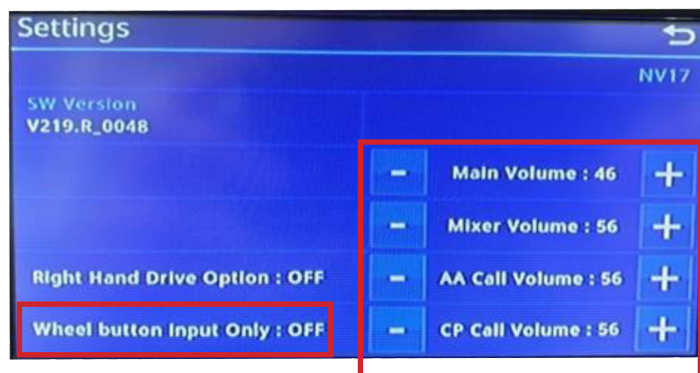 Settings
NV17
SW Version
V219.R_0048
- Main Volume : 46 +
- Mixer Volume : 56 +
Right Hand Drive Option : OFF
- AA Call Volume : 56 +
Wheel button Input Only : OFF
- CP Call Volume : 56 +